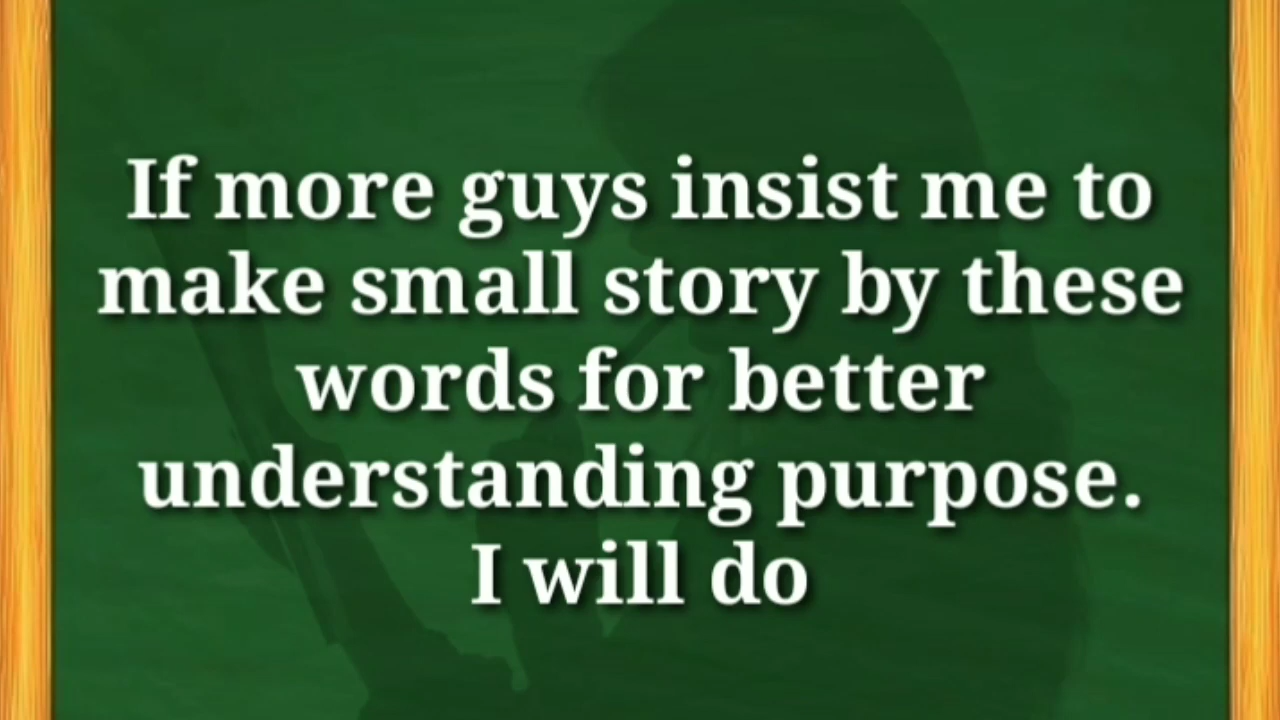 If more guys insist me to
make small story by these
words for better
understanding purpose.
I will do